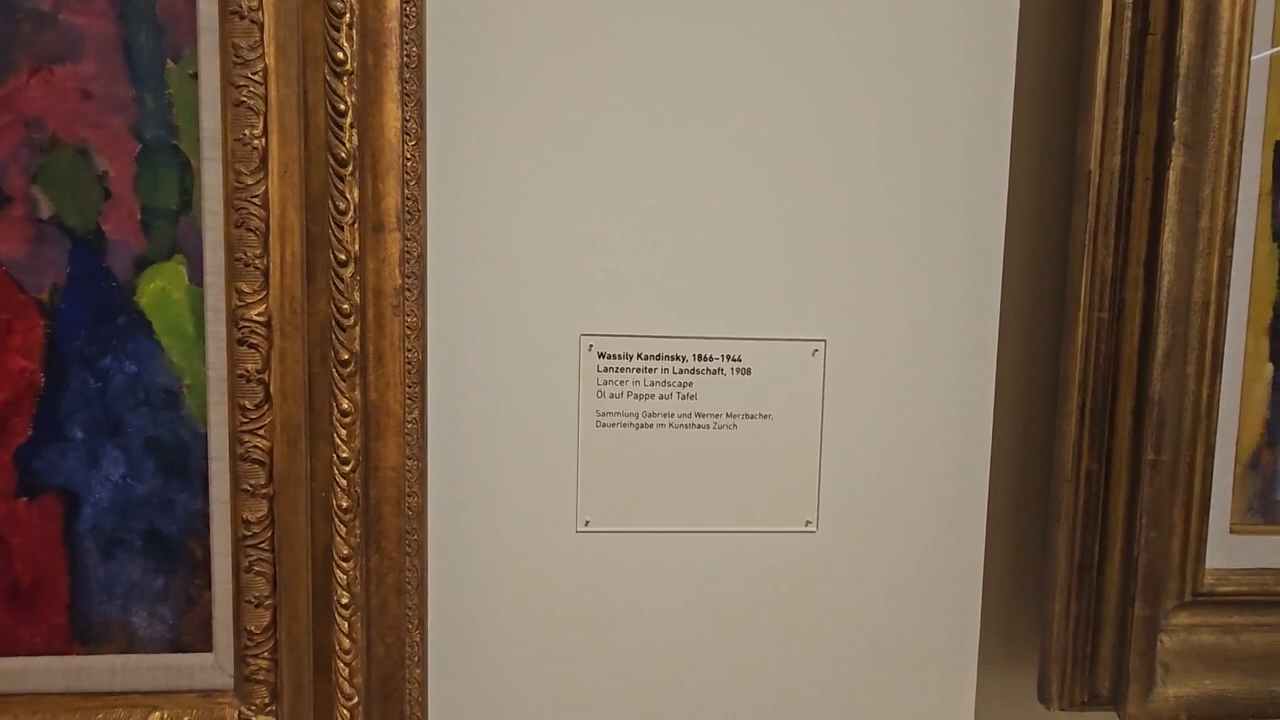 Wassily Kandinsky, 1866–1944
Lanzenreiter in Landschaft, 1908
Lancer in Landscape
Öl auf Pappe auf Tafel
Sammlung Gabriele und Werner Merzbacher,
Dauerleihgabe im Kunsthaus Zürich